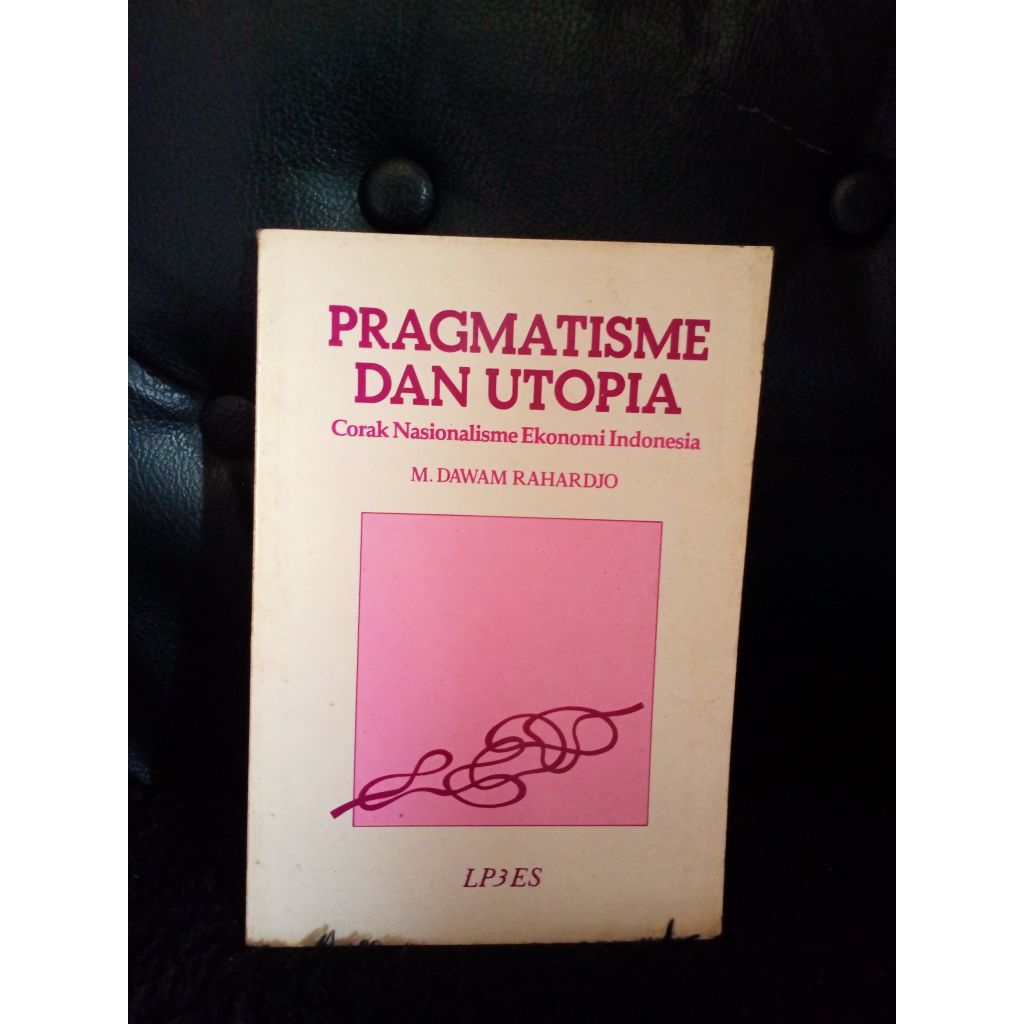 PRAGMATISME
DAN UTOPIA
Corak Nasionalisme Ekonomi Indonesia
M. DAWAM RAHARDJO
LP3ES